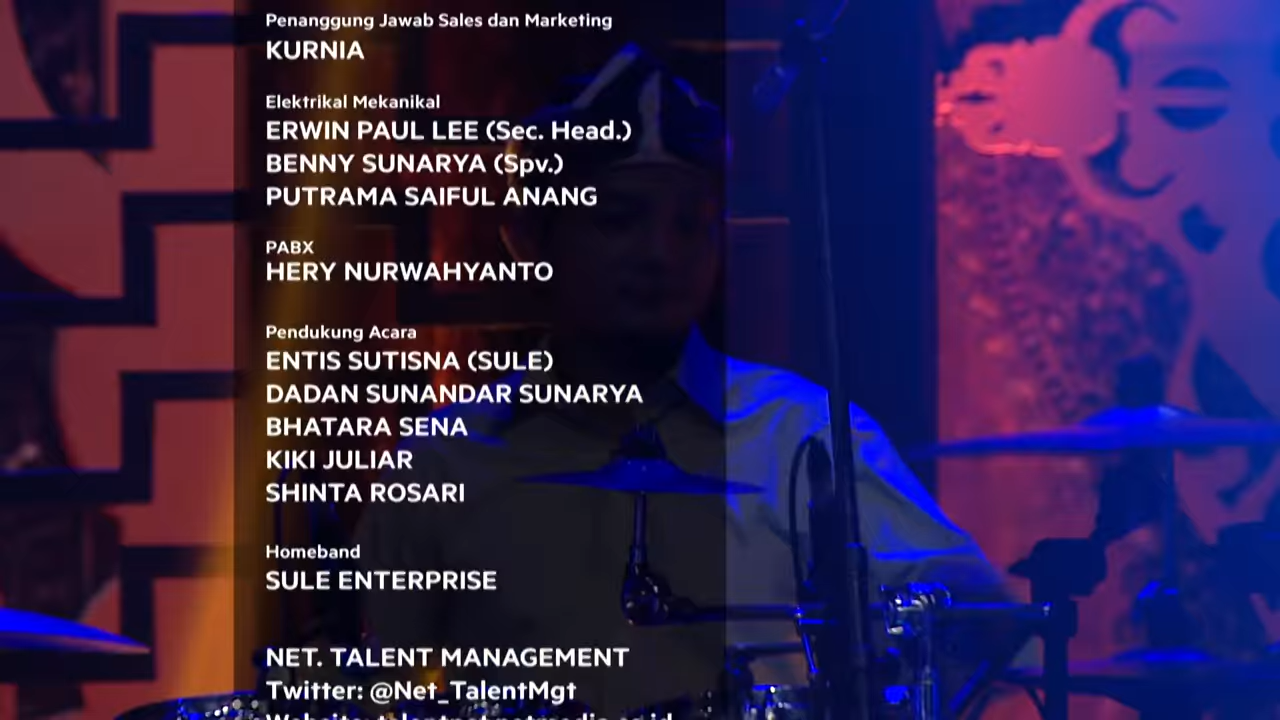 Penanggung Jawab Sales dan Marketing
KURNIA
Elektrikal Mekanikal
ERWIN PAUL LEE (Sec. Head.)
BENNY SUNARYA (Spv.)
PUTRAMA SAIFUL ANANG
PABX
HERY NURWAHYANTO
Pendukung Acara
ENTIS SUTISNA (SULE)
DADAN SUNANDAR SUNARYA
BHATARA SENA
KIKI JULIAR
SHINTA ROSARI
Homeband
SULE ENTERPRISE
NET. TALENT MANAGEMENT
Twitter: @Net_TalentMgt